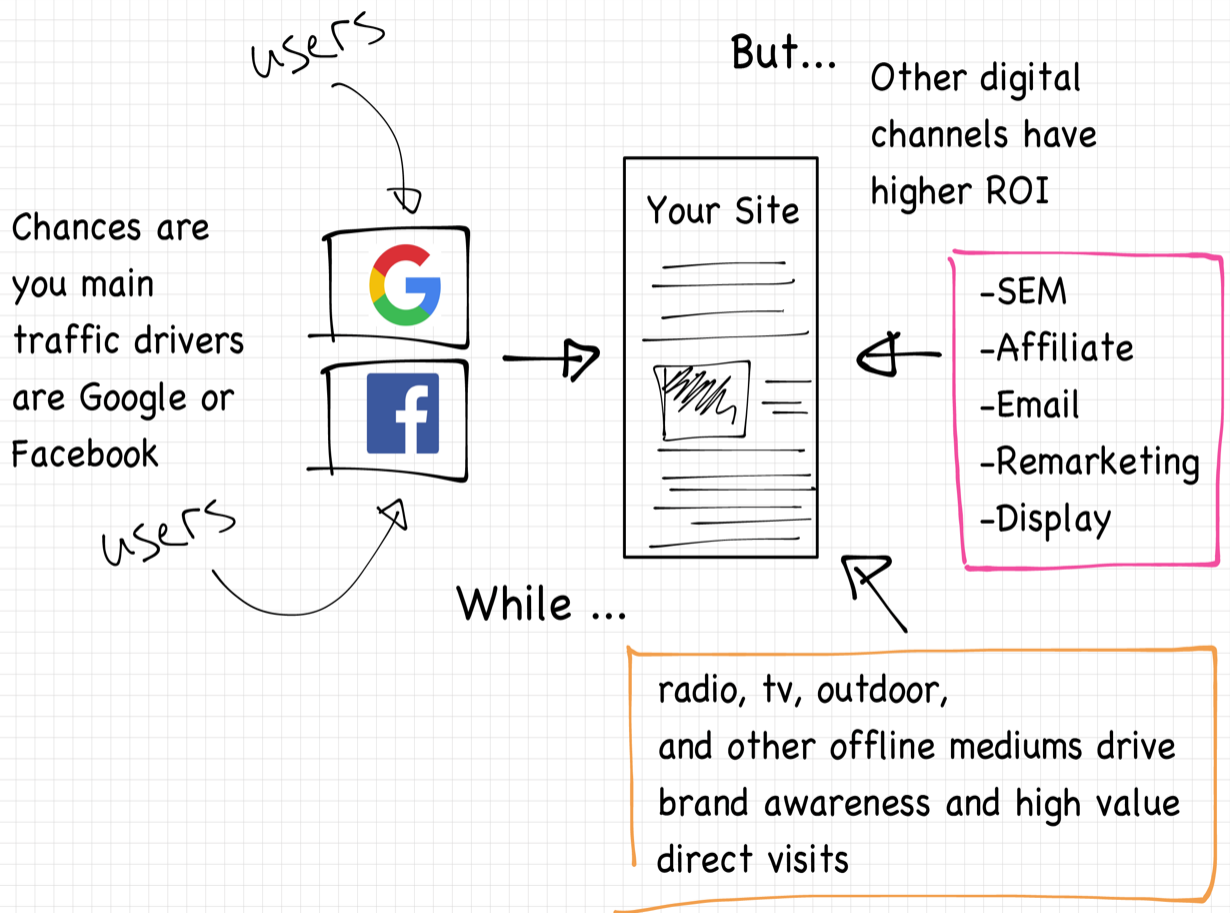 users
Chances are
you main
traffic drivers
are Google or
Facebook
users
But...
Other digital
channels have
higher ROI
Your Site
-SEM
-Affiliate
-Email
-Remarketing
-Display
While ...
radio, tv, outdoor,
and other offline mediums drive
brand awareness and high value
direct visits